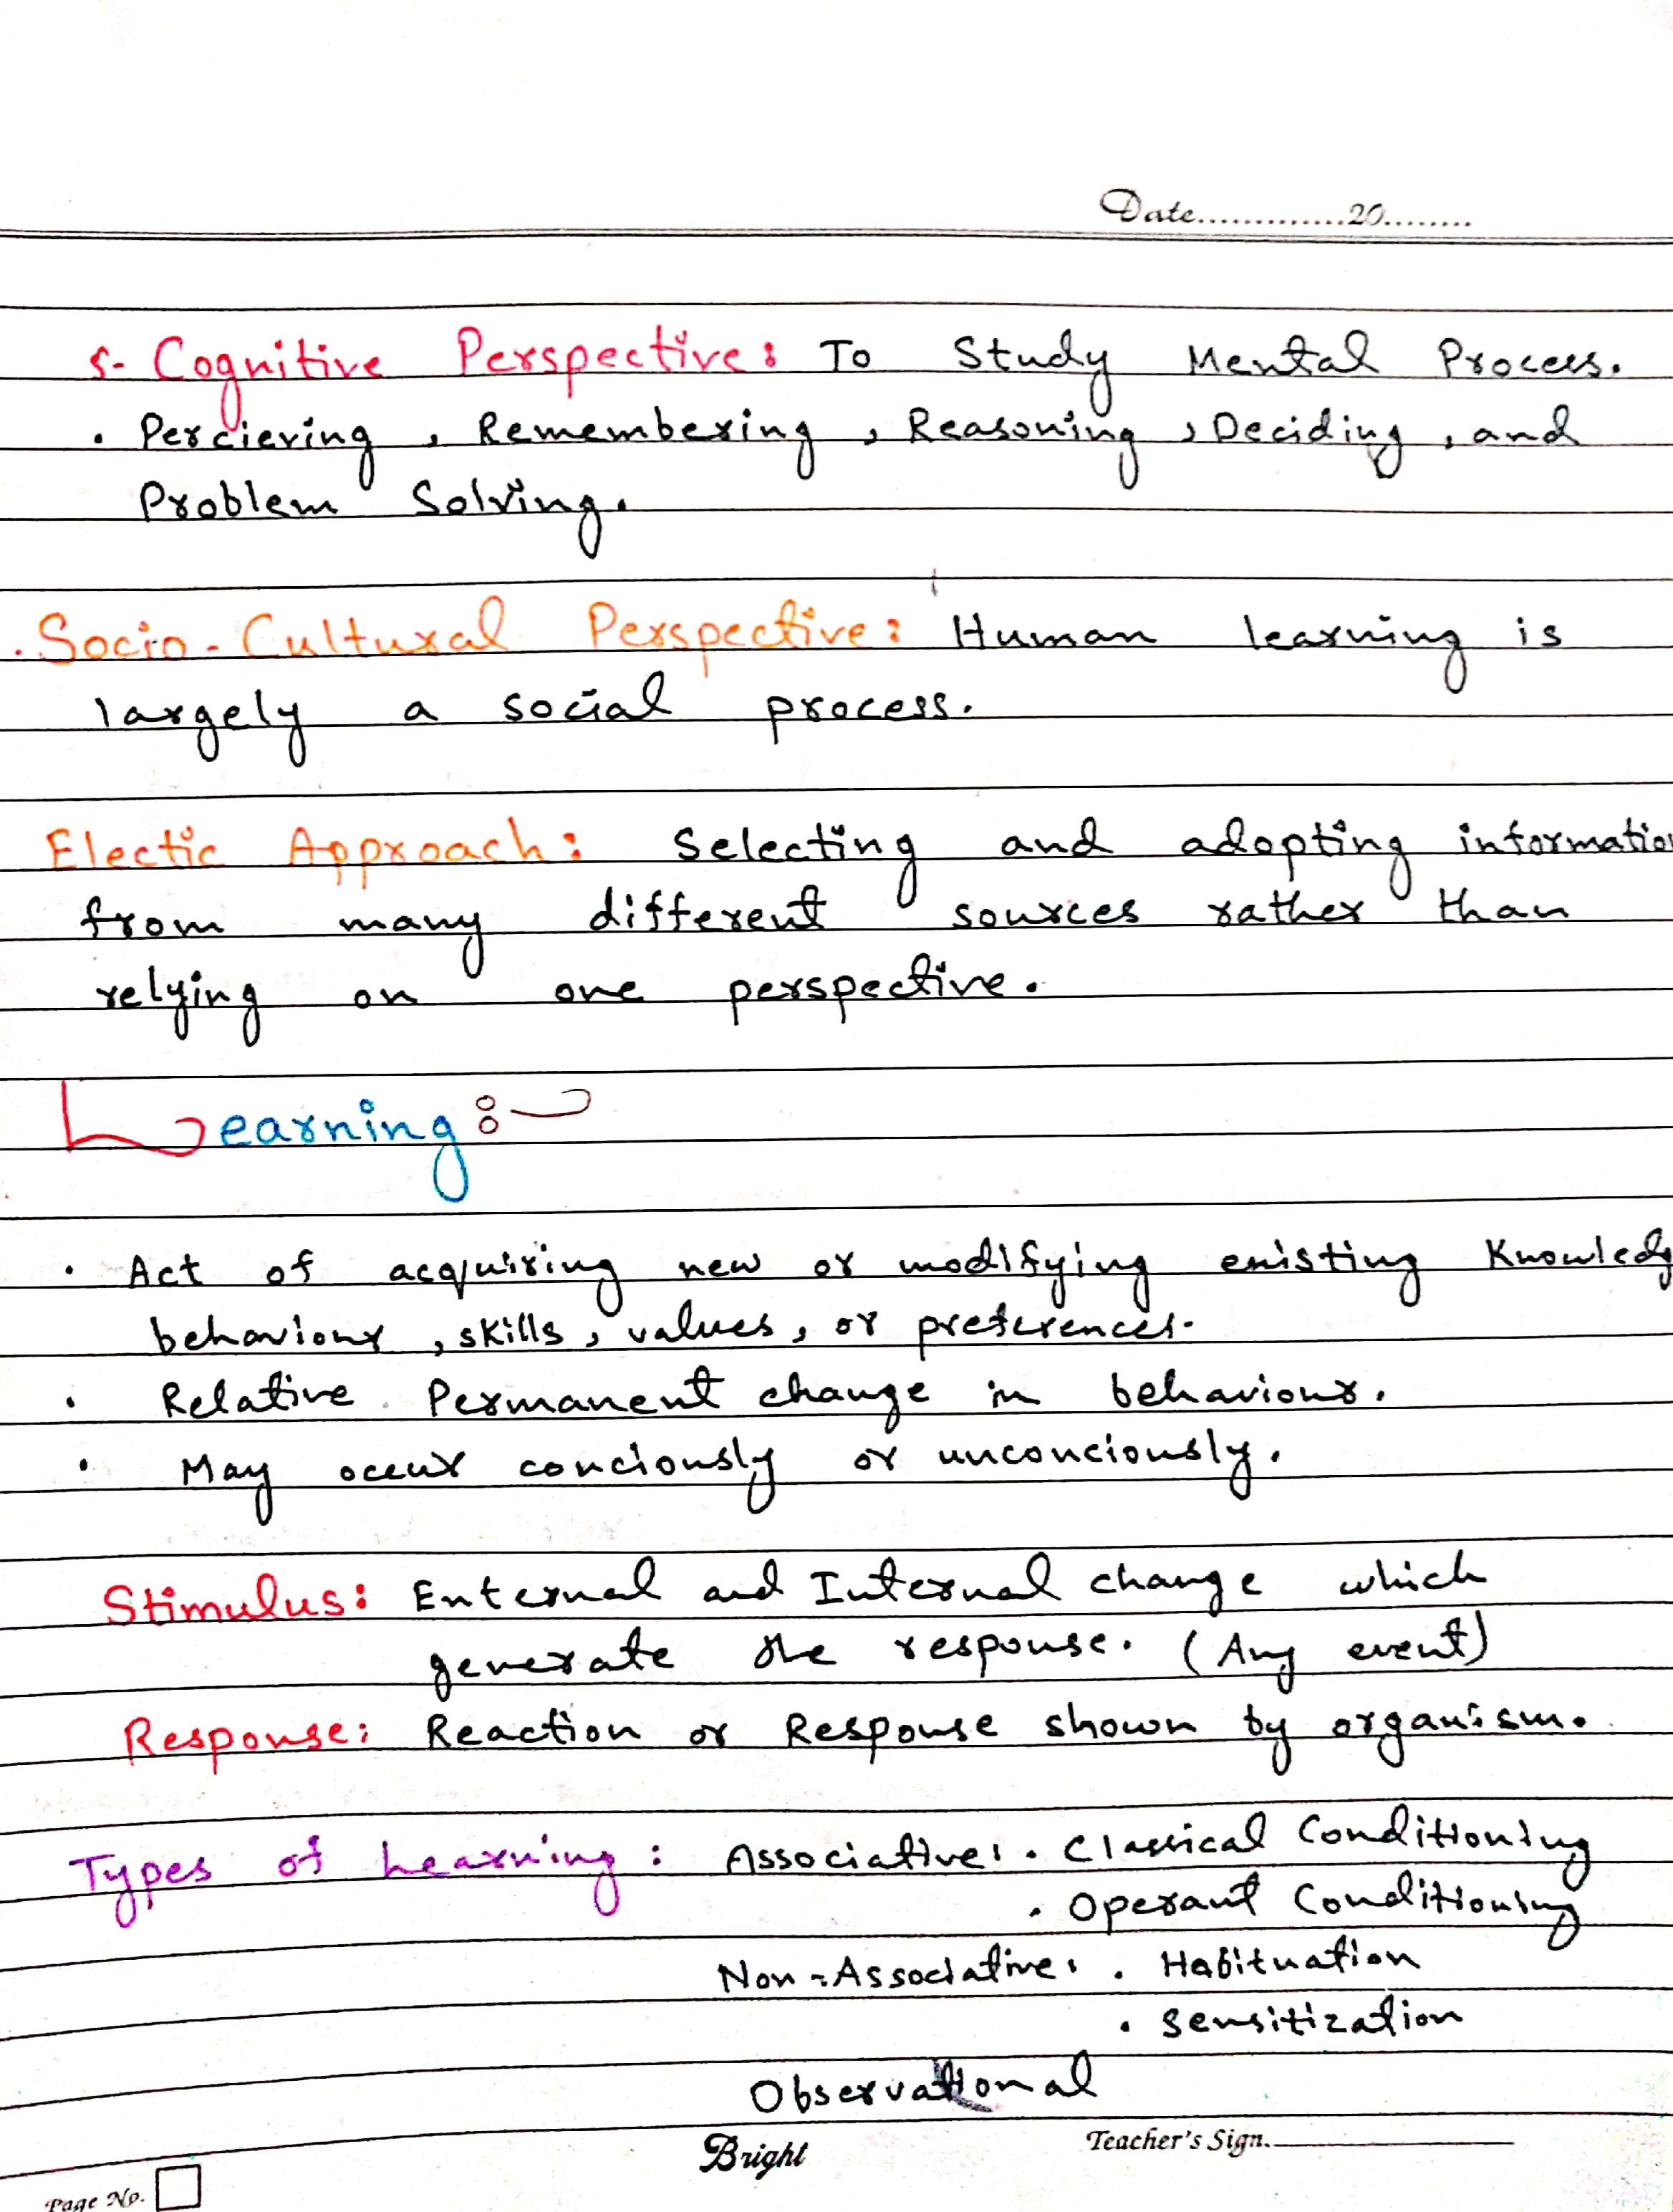 Date..............20.........
5- Cognitive Perspective: To Study Mental Process.
• Percieving, Remembering, Reasoning, Deciding, and
Problem Solving.
. Socio-Cultural Perspective: Human learning is
largely a social process.
Electic Approach: Selecting and adopting information
from many different sources rather than
relying on one perspective.
Learning:-
• Act of acquiring new or modifying existing Knowledg
behaviour, skills, values, or preferences.
• Relative Permanent change in behaviour.
• May occur conciously or unconciously.
Stimulus: External and Internal change which
generate the response. (Any event)
Response: Reaction or Response shown by organism.
Types of Learning: Associative: • Classical Conditioning
• Operant Conditioning
Non-Associative: • Habituation
• Sensitization
Observational
Bright
Teacher's Sign.
Page No.